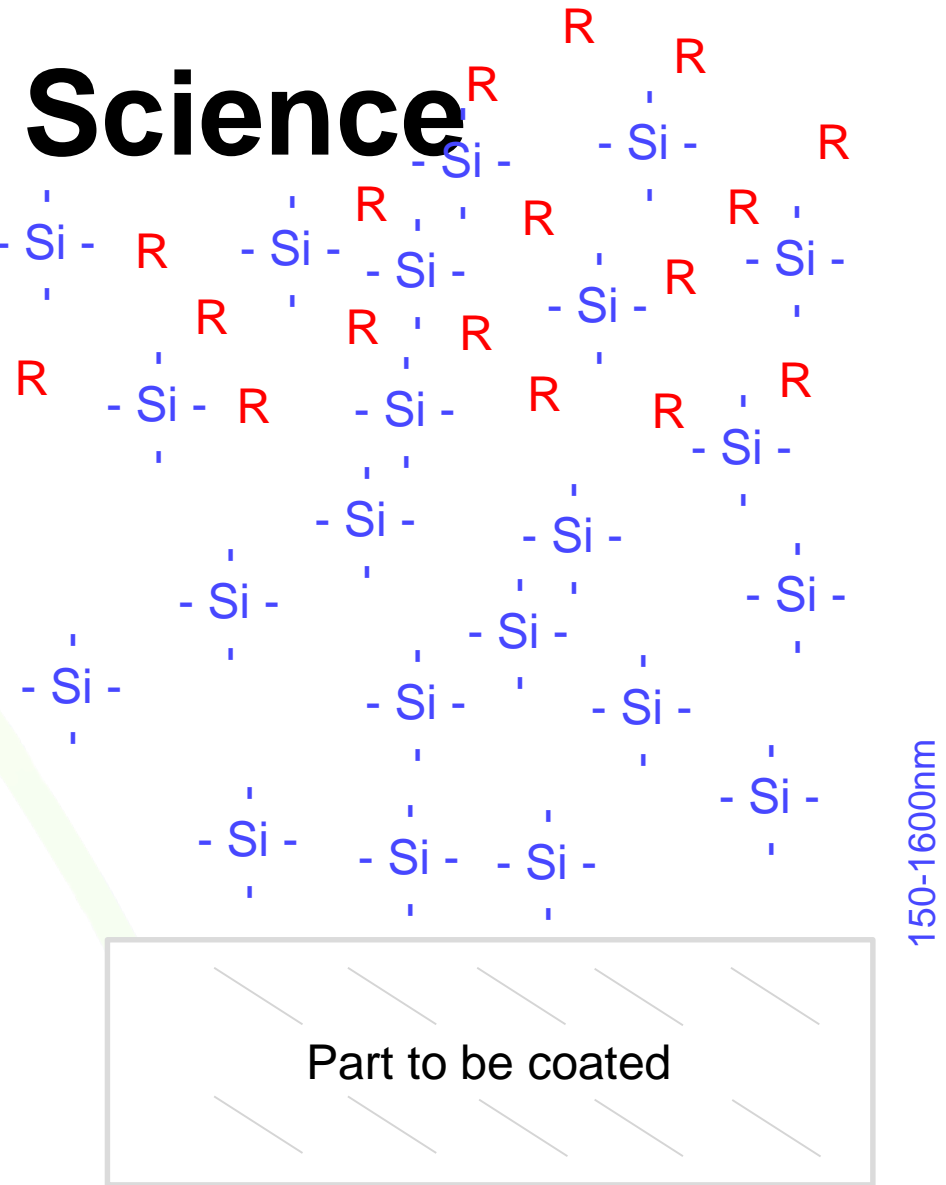 R
R
Science
R
- Si -
- Si -
R
R
R
R
- Si -
R
- Si -
- Si -
- Si -
R
- Si -
R
R
R
R
R
- Si -
R
- Si -
R
R
R
- Si -
- Si -
- Si -
- Si -
- Si -
- Si -
- Si -
- Si -
- Si -
- Si -
- Si -
- Si -
- Si -
150-1600nm
Part to be coated